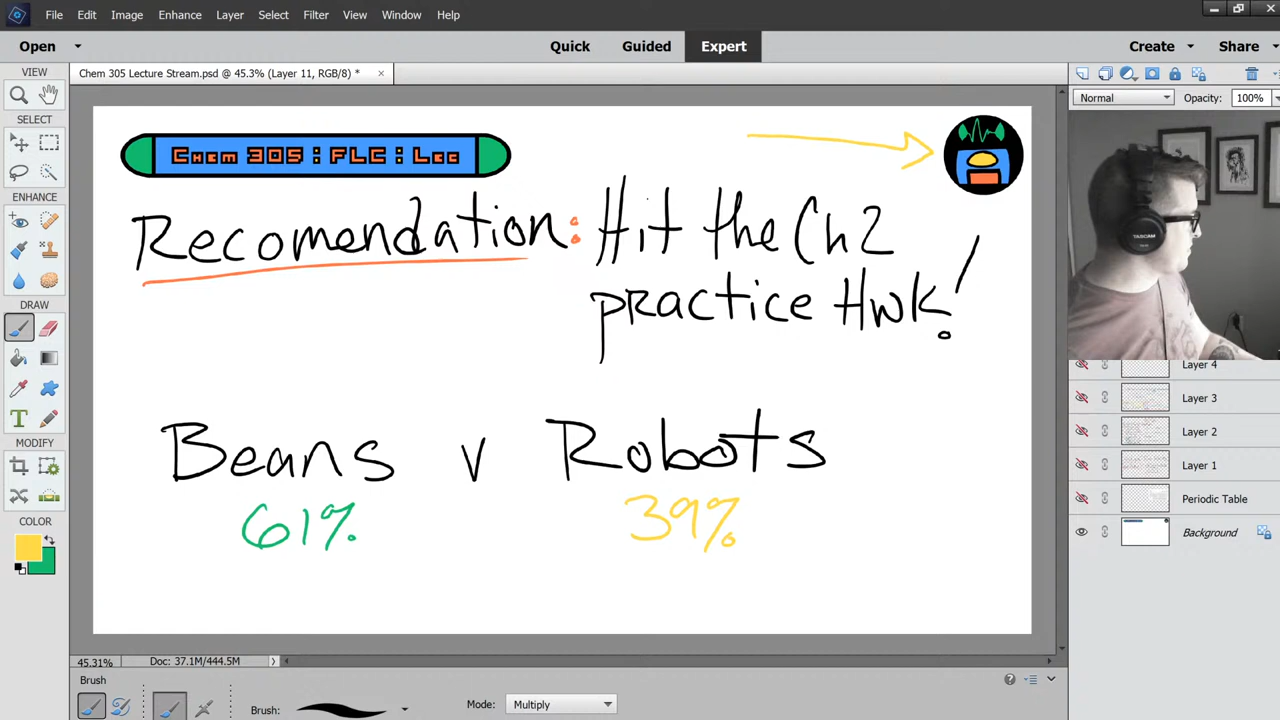 File Edit Image Enhance Layer Select Filter View Window Help
Open Quick Guided Expert Create Share
Chem 305 Lecture Stream.psd @ 45.3% (Layer 11, RGB/8) *
VIEW
SELECT
ENHANCE
DRAW
MODIFY
COLOR
Normal Opacity: 100%
Chem 305 : FLC : Lec
Recomendation: Hit the Ch 2
practice Hwk!
Beans v Robots
61% 39%
TASCAM
Layer 4
Layer 3
Layer 2
Layer 1
Periodic Table
Background
45.31% Doc: 37.1M/444.5M
Brush
Brush: Mode: Multiply